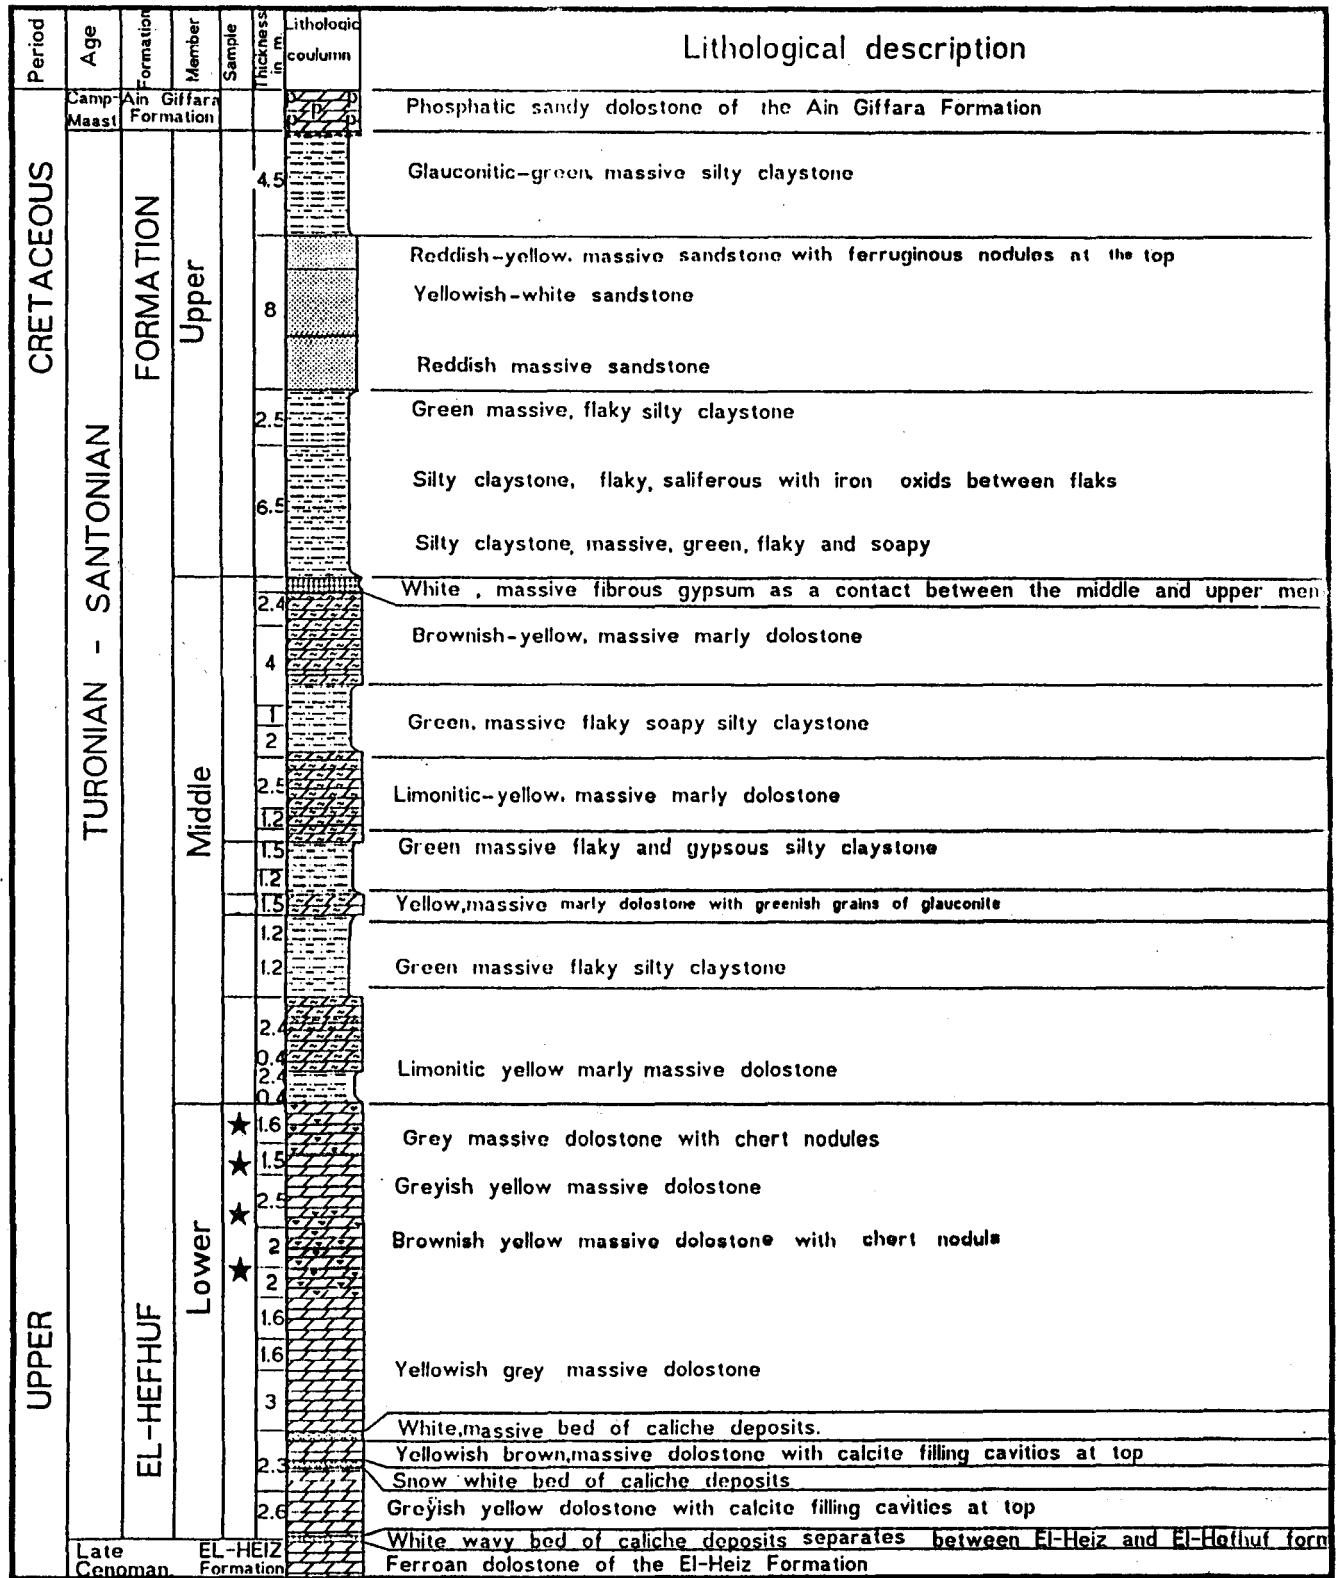 Period
Age
Formation
Member
Sample
Thickness in m.
Lithologic
coulumn
Lithological description
Camp-
Maast
Ain Giffara
Formation
Phosphatic sandy dolostone of the Ain Giffara Formation
P P
P
P P
UPPER CRETACEOUS
TURONIAN - SANTONIAN
EL-HEFHUF FORMATION
Upper
4.5
Glauconitic-green, massive silty claystone
Reddish-yellow, massive sandstone with ferruginous nodules at the top
8
Yellowish-white sandstone
Reddish massive sandstone
2.5
Green massive, flaky silty claystone
6.5
Silty claystone, flaky, saliferous with iron oxids between flaks
Silty claystone, massive, green, flaky and soapy
Middle
White , massive fibrous gypsum as a contact between the middle and upper men
2.4
4
Brownish-yellow, massive marly dolostone
1
2
Green, massive flaky soapy silty claystone
2.5
1.2
Limonitic-yellow, massive marly dolostone
1.5
1.2
Green massive flaky and gypsous silty claystone
1.5
Yellow,massive marly dolostone with greenish grains of glauconite
1.2
1.2
Green massive flaky silty claystone
2.4
0.4
2.4
0.4
Limonitic yellow marly massive dolostone
Lower
1.6
Grey massive dolostone with chert nodules
1.5
2.5
Greyish yellow massive dolostone
2
Brownish yellow massive dolostone with chert noduls
2
1.6
1.6
Yellowish grey massive dolostone
3
White,massive bed of caliche deposits.
Yellowish brown,massive dolostone with calcite filling cavities at top
2.3
Snow white bed of caliche deposits
2.6
Greyish yellow dolostone with calcite filling cavities at top
White wavy bed of caliche deposits separates between El-Heiz and El-Hefhuf form
Late
Cenoman.
EL-HEIZ
Formation
Ferroan dolostone of the El-Heiz Formation